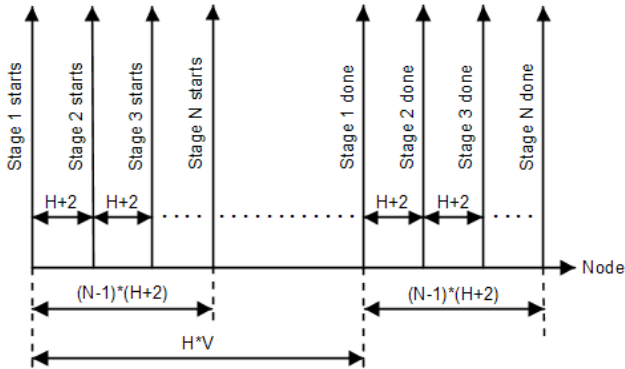 Stage 1 starts
Stage 2 starts
Stage 3 starts
Stage N starts
Stage 1 done
Stage 2 done
Stage 3 done
Stage N done
H+2
H+2
H+2
H+2
Node
(N-1)*(H+2)
(N-1)*(H+2)
H*V